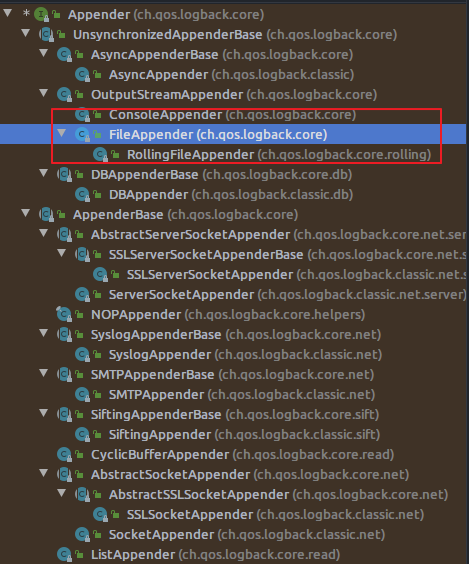 * Appender (ch.qos.logback.core)
UnsynchronizedAppenderBase (ch.qos.logback.core)
AsyncAppenderBase (ch.qos.logback.core)
AsyncAppender (ch.qos.logback.classic)
OutputStreamAppender (ch.qos.logback.core)
ConsoleAppender (ch.qos.logback.core)
FileAppender (ch.qos.logback.core)
RollingFileAppender (ch.qos.logback.core.rolling)
DBAppenderBase (ch.qos.logback.core.db)
DBAppender (ch.qos.logback.classic.db)
AppenderBase (ch.qos.logback.core)
AbstractServerSocketAppender (ch.qos.logback.core.net.se
SSLServerSocketAppenderBase (ch.qos.logback.core.net.s
SSLServerSocketAppender (ch.qos.logback.classic.net.s
ServerSocketAppender (ch.qos.logback.classic.net.server)
NOPAppender (ch.qos.logback.core.helpers)
SyslogAppenderBase (ch.qos.logback.core.net)
SyslogAppender (ch.qos.logback.classic.net)
SMTPAppenderBase (ch.qos.logback.core.net)
SMTPAppender (ch.qos.logback.classic.net)
SiftingAppenderBase (ch.qos.logback.core.sift)
SiftingAppender (ch.qos.logback.classic.sift)
CyclicBufferAppender (ch.qos.logback.core.read)
AbstractSocketAppender (ch.qos.logback.core.net)
AbstractSSLSocketAppender (ch.qos.logback.core.net)
SSLSocketAppender (ch.qos.logback.classic.net)
SocketAppender (ch.qos.logback.classic.net)
ListAppender (ch.qos.logback.core.read)